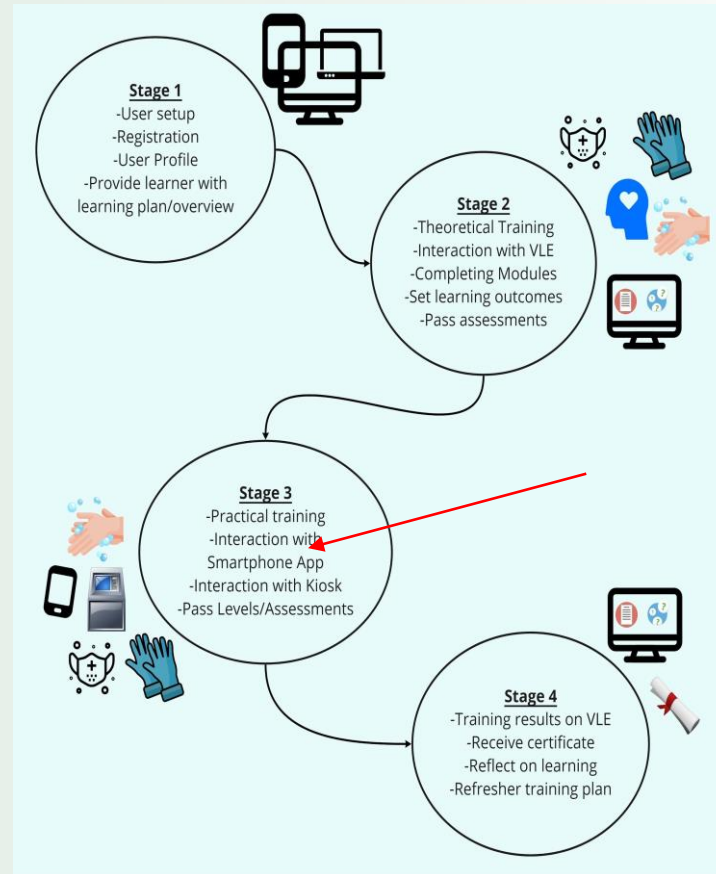 Stage 1
-User setup
-Registration
-User Profile
-Provide learner with
learning plan/overview
Stage 2
-Theoretical Training
-Interaction with VLE
-Completing Modules
-Set learning outcomes
-Pass assessments
Stage 3
-Practical training
-Interaction with
Smartphone App
-Interaction with Kiosk
-Pass Levels/Assessments
Stage 4
-Training results on VLE
-Receive certificate
-Reflect on learning
-Refresher training plan